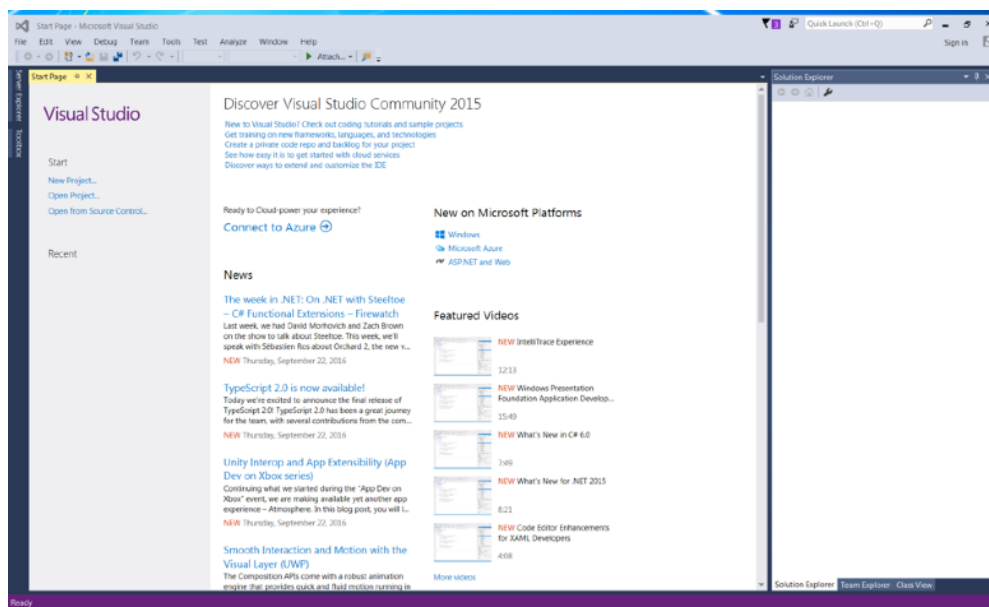 Start Page - Microsoft Visual Studio
3
Quick Launch (Ctrl+Q)
File Edit View Debug Team Tools Test Analyze Window Help
Sign in
Attach...
Server Explorer
Toolbox
Start Page
Visual Studio
Start
New Project...
Open Project...
Open from Source Control...
Recent
Discover Visual Studio Community 2015
New to Visual Studio? Check out coding tutorials and sample projects
Get training on new frameworks, languages, and technologies
Create a private code repo and backlog for your project
See how easy it is to get started with cloud services
Discover ways to extend and customize the IDE
Ready to Cloud-power your experience?
Connect to Azure
News
The week in .NET: On .NET with Steeltoe
– C# Functional Extensions – Firewatch
Last week, we had David Morhovich and Zach Brown
on the show to talk about Steeltoe. This week, we'll
speak with Sébastien Ros about Orchard 2, the new v...
NEW Thursday, September 22, 2016
TypeScript 2.0 is now available!
Today we're excited to announce the final release of
TypeScript 2.0! TypeScript 2.0 has been a great journey
for the team, with several contributions from the com...
NEW Thursday, September 22, 2016
Unity Interop and App Extensibility (App
Dev on Xbox series)
Continuing what we started during the "App Dev on
Xbox" event, we are making available yet another app
experience – Atmosphere. In this blog post, you will l...
NEW Thursday, September 22, 2016
Smooth Interaction and Motion with the
Visual Layer (UWP)
The Composition APIs come with a robust animation
engine that provides quick and fluid motion running in
New on Microsoft Platforms
Windows
Microsoft Azure
ASP.NET and Web
Featured Videos
NEW IntelliTrace Experience
12:13
NEW Windows Presentation
Foundation Application Develop...
15:49
NEW What's New in C# 6.0
7:49
NEW What's New for .NET 2015
8:21
NEW Code Editor Enhancements
for XAML Developers
4:08
More videos
Solution Explorer
Solution Explorer Team Explorer Class View
Ready